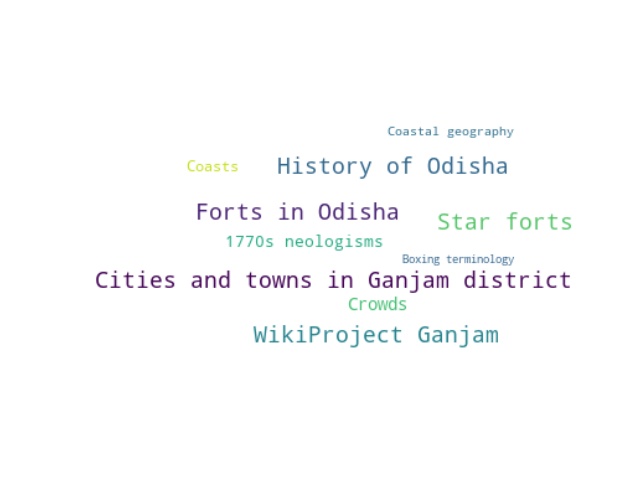 Coastal geography
Coasts
History of Odisha
Forts in Odisha
Star forts
1770s neologisms
Boxing terminology
Cities and towns in Ganjam district
Crowds
WikiProject Ganjam